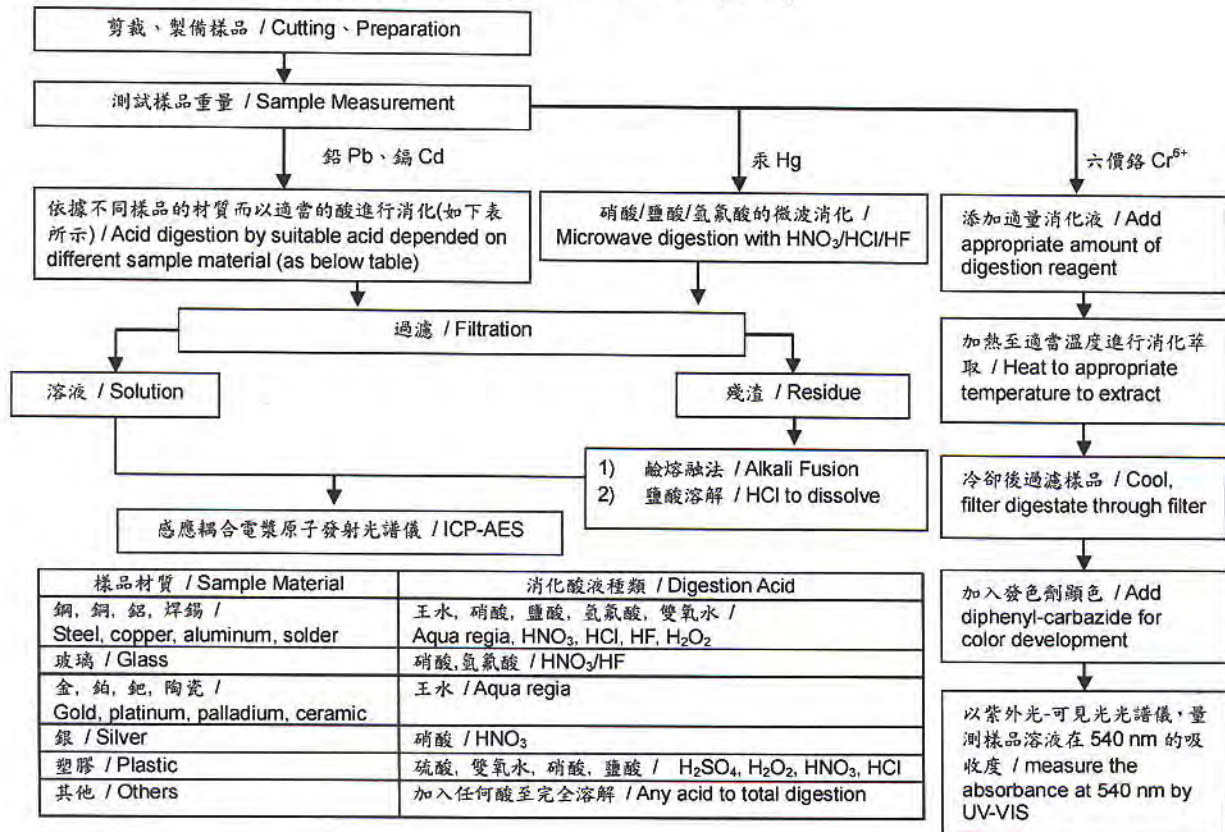 剪裁、製備樣品 / Cutting、Preparation
測試樣品重量 / Sample Measurement
鉛 Pb、鎘 Cd
汞 Hg
六價鉻 Cr⁶⁺
依據不同樣品的材質而以適當的酸進行消化(如下表
所示) / Acid digestion by suitable acid depended on
different sample material (as below table)
硝酸/鹽酸/氫氟酸的微波消化 /
Microwave digestion with HNO₃/HCl/HF
添加適量消化液 / Add
appropriate amount of
digestion reagent
過濾 / Filtration
加熱至適當溫度進行消化萃
取 / Heat to appropriate
temperature to extract
溶液 / Solution
殘渣 / Residue
1) 鹼熔融法 / Alkali Fusion
2) 鹽酸溶解 / HCl to dissolve
冷卻後過濾樣品 / Cool,
filter digestate through filter
感應耦合電漿原子發射光譜儀 / ICP-AES
加入發色劑顯色 / Add
diphenyl-carbazide for
color development
以紫外光-可見光光譜儀,量
測樣品溶液在 540 nm 的吸
收度 / measure the
absorbance at 540 nm by
UV-VIS
樣品材質 / Sample Material 消化酸液種類 / Digestion Acid
鋼, 銅, 鋁, 焊錫 / 王水, 硝酸, 鹽酸, 氫氟酸, 雙氧水 /
Steel, copper, aluminum, solder Aqua regia, HNO₃, HCl, HF, H₂O₂
玻璃 / Glass 硝酸,氫氟酸 / HNO₃/HF
金, 鉑, 鈀, 陶瓷 / 王水 / Aqua regia
Gold, platinum, palladium, ceramic
銀 / Silver 硝酸 / HNO₃
塑膠 / Plastic 硫酸, 雙氧水, 硝酸, 鹽酸 / H₂SO₄, H₂O₂, HNO₃, HCl
其他 / Others 加入任何酸至完全溶解 / Any acid to total digestion